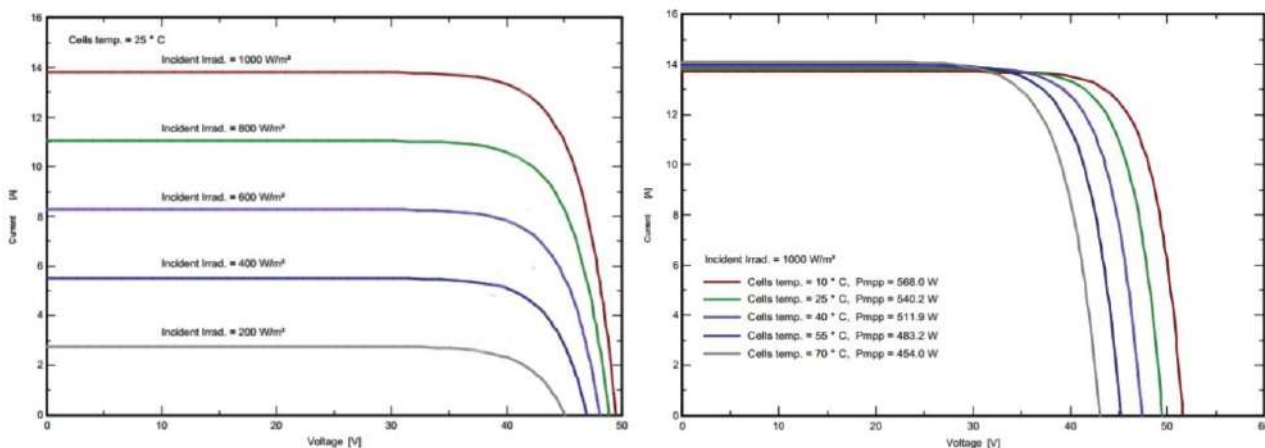 Cells temp. = 25 ° C
Incident Irrad. = 1000 W/m²
Incident Irrad. = 800 W/m²
Incident Irrad. = 600 W/m²
Incident Irrad. = 400 W/m²
Incident Irrad. = 200 W/m²
Current [A]
16
14
12
10
8
6
4
2
0
0 10 20 30 40 50
Voltage [V]
Current [A]
16
14
12
10
8
6
4
2
0
Incident Irrad. = 1000 W/m²
Cells temp. = 10 ° C, Pmpp = 568.0 W
Cells temp. = 25 ° C, Pmpp = 540.2 W
Cells temp. = 40 ° C, Pmpp = 511.9 W
Cells temp. = 55 ° C, Pmpp = 483.2 W
Cells temp. = 70 ° C, Pmpp = 454.0 W
0 10 20 30 40 50 60
Voltage [V]